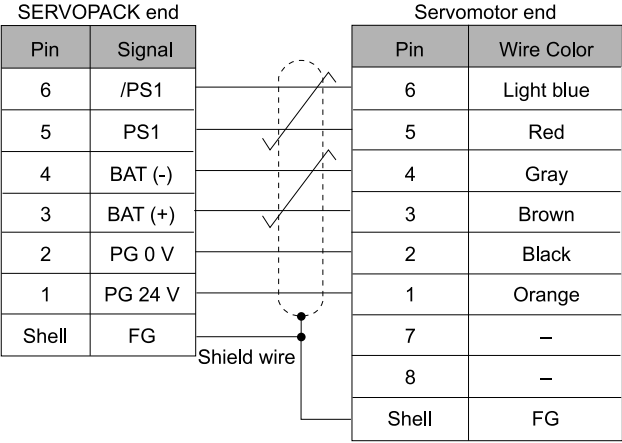 SERVOPACK end Servomotor end
Pin Signal Pin Wire Color
6 /PS1 6 Light blue
5 PS1 5 Red
4 BAT (-) 4 Gray
3 BAT (+) 3 Brown
2 PG 0 V 2 Black
1 PG 24 V 1 Orange
Shell FG 7 –
Shield wire
8 –
Shell FG